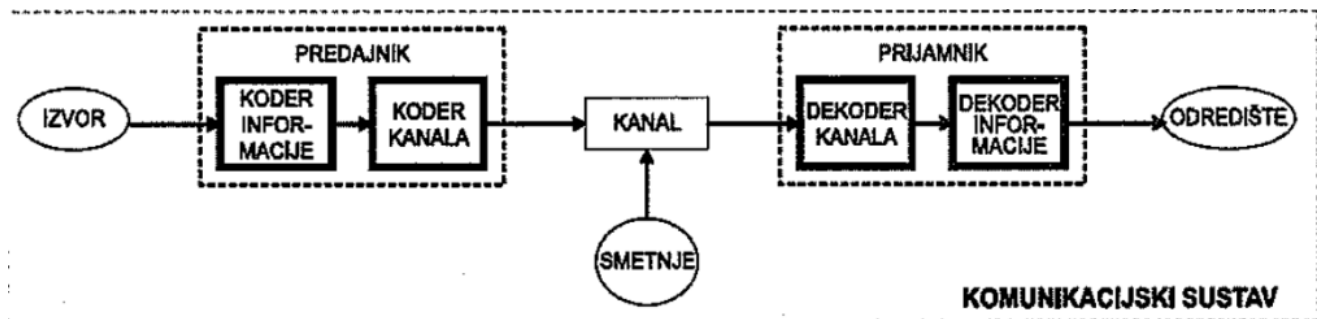 PREDAJNIK
PRIJAMNIK
IZVOR
KODER
INFOR-
MACIJE
KODER
KANALA
KANAL
DEKODER
KANALA
DEKODER
INFOR-
MACIJE
ODREDIŠTE
SMETNJE
KOMUNIKACIJSKI SUSTAV